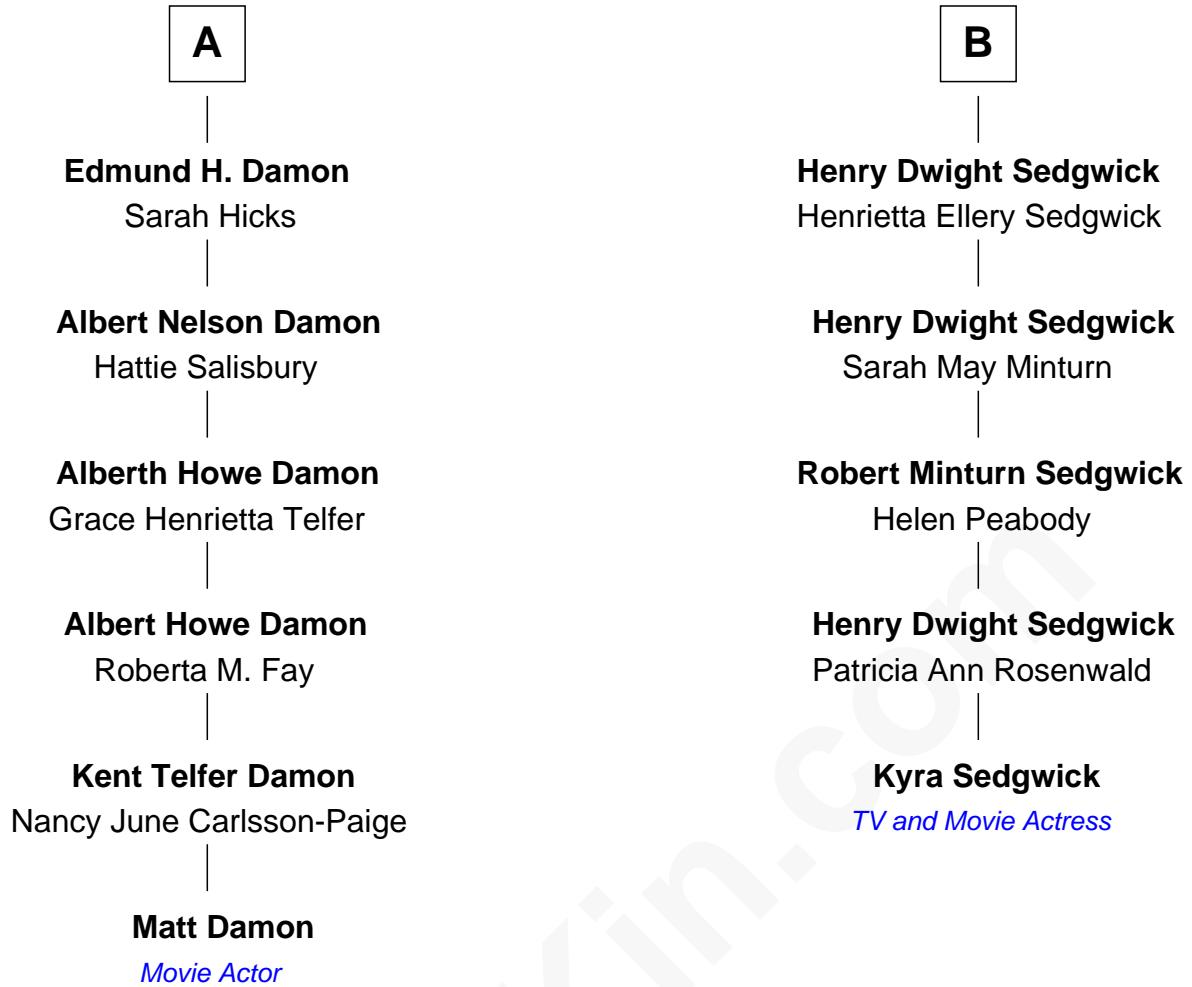 A
Edmund H. Damon
Sarah Hicks
Albert Nelson Damon
Hattie Salisbury
Alberth Howe Damon
Grace Henrietta Telfer
Albert Howe Damon
Roberta M. Fay
Kent Telfer Damon
Nancy June Carlsson-Paige
Matt Damon
Movie Actor
B
Henry Dwight Sedgwick
Henrietta Ellery Sedgwick
Henry Dwight Sedgwick
Sarah May Minturn
Robert Minturn Sedgwick
Helen Peabody
Henry Dwight Sedgwick
Patricia Ann Rosenwald
Kyra Sedgwick
TV and Movie Actress
Kin.com